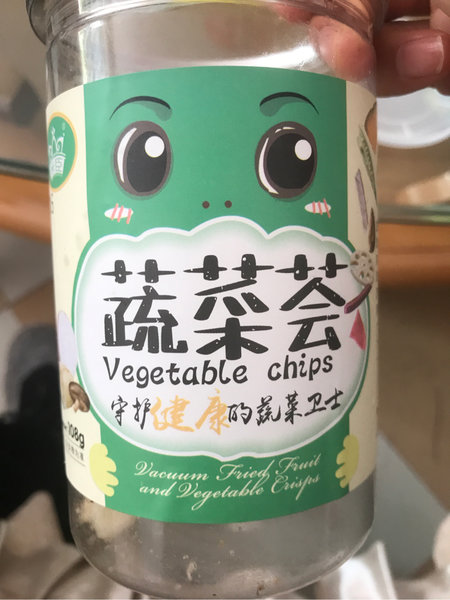 蔬菜荟
Vegetable chips
守护健康的蔬菜卫士
108g
Vacuum Fried Fruit
and Vegetable Crisps